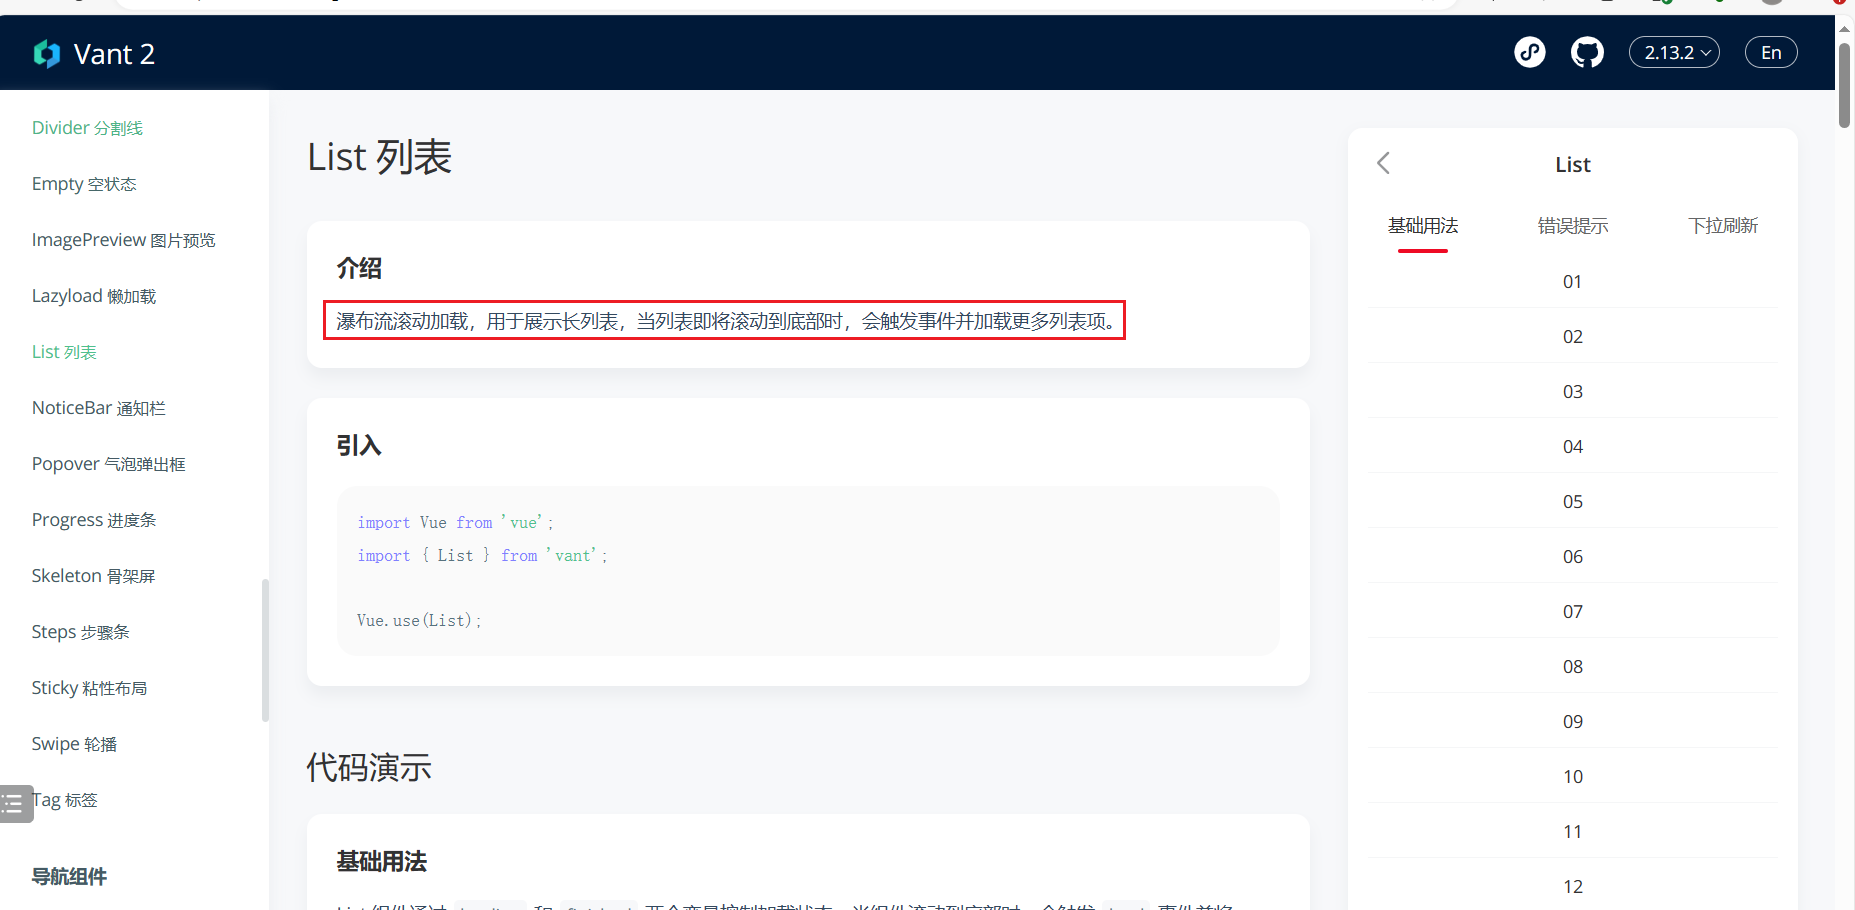 Vant 2
2.13.2
En
Divider 分割线
Empty 空状态
ImagePreview 图片预览
Lazyload 懒加载
List 列表
NoticeBar 通知栏
Popover 气泡弹出框
Progress 进度条
Skeleton 骨架屏
Steps 步骤条
Sticky 粘性布局
Swipe 轮播
Tag 标签
导航组件
List 列表
介绍
瀑布流滚动加载，用于展示长列表，当列表即将滚动到底部时，会触发事件并加载更多列表项。
引入
import Vue from 'vue';
import { List } from 'vant';
Vue.use(List);
代码演示
基础用法
List
基础用法 错误提示 下拉刷新
01
02
03
04
05
06
07
08
09
10
11
12